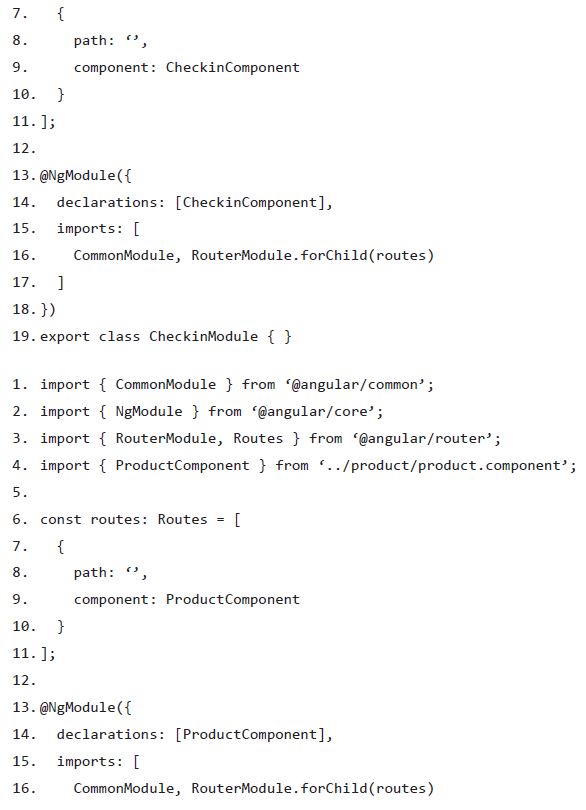 7.   {
8.     path: ‘’,
9.     component: CheckinComponent
10.   }
11. ];
12.
13. @NgModule({
14.   declarations: [CheckinComponent],
15.   imports: [
16.     CommonModule, RouterModule.forChild(routes)
17.   ]
18. })
19. export class CheckinModule { }
1. import { CommonModule } from ‘@angular/common’;
2. import { NgModule } from ‘@angular/core’;
3. import { RouterModule, Routes } from ‘@angular/router’;
4. import { ProductComponent } from ‘../product/product.component’;
5.
6. const routes: Routes = [
7.   {
8.     path: ‘’,
9.     component: ProductComponent
10.   }
11. ];
12.
13. @NgModule({
14.   declarations: [ProductComponent],
15.   imports: [
16.     CommonModule, RouterModule.forChild(routes)